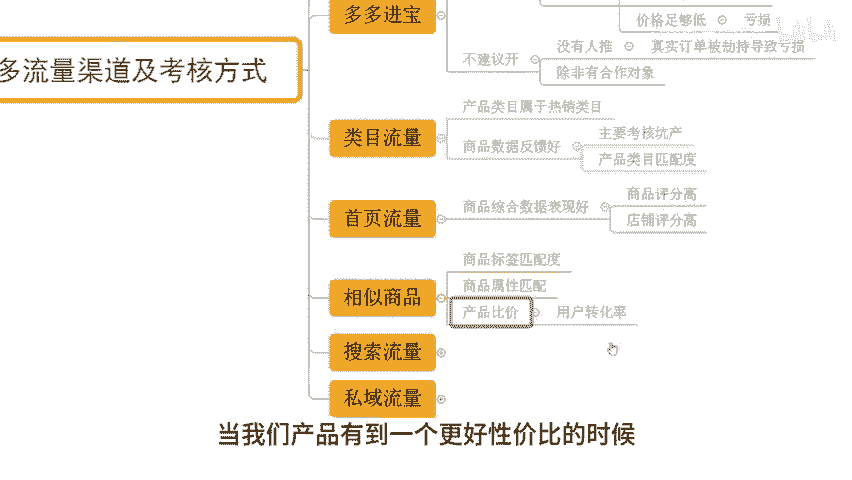 多多进宝
价格足够低
亏损
不建议开
没有人推
真实订单被劫持导致亏损
除非有合作对象
多流量渠道及考核方式
类目流量
产品类目属于热销类目
商品数据反馈好
主要考核坑产
产品类目匹配度
首页流量
商品综合数据表现好
商品评分高
店铺评分高
相似商品
商品标签匹配度
商品属性匹配
产品比价
用户转化率
搜索流量
私域流量
当我们产品有到一个更好性价比的时候